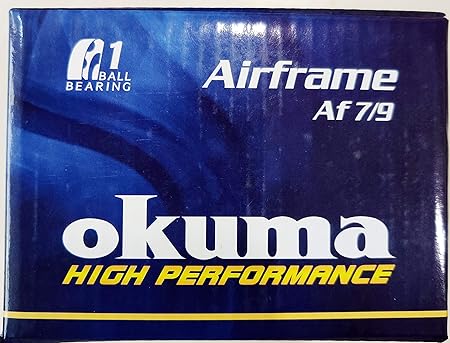 1
BALL
BEARING
Airframe
Af 7/9
okuma
HIGH PERFORMANCE